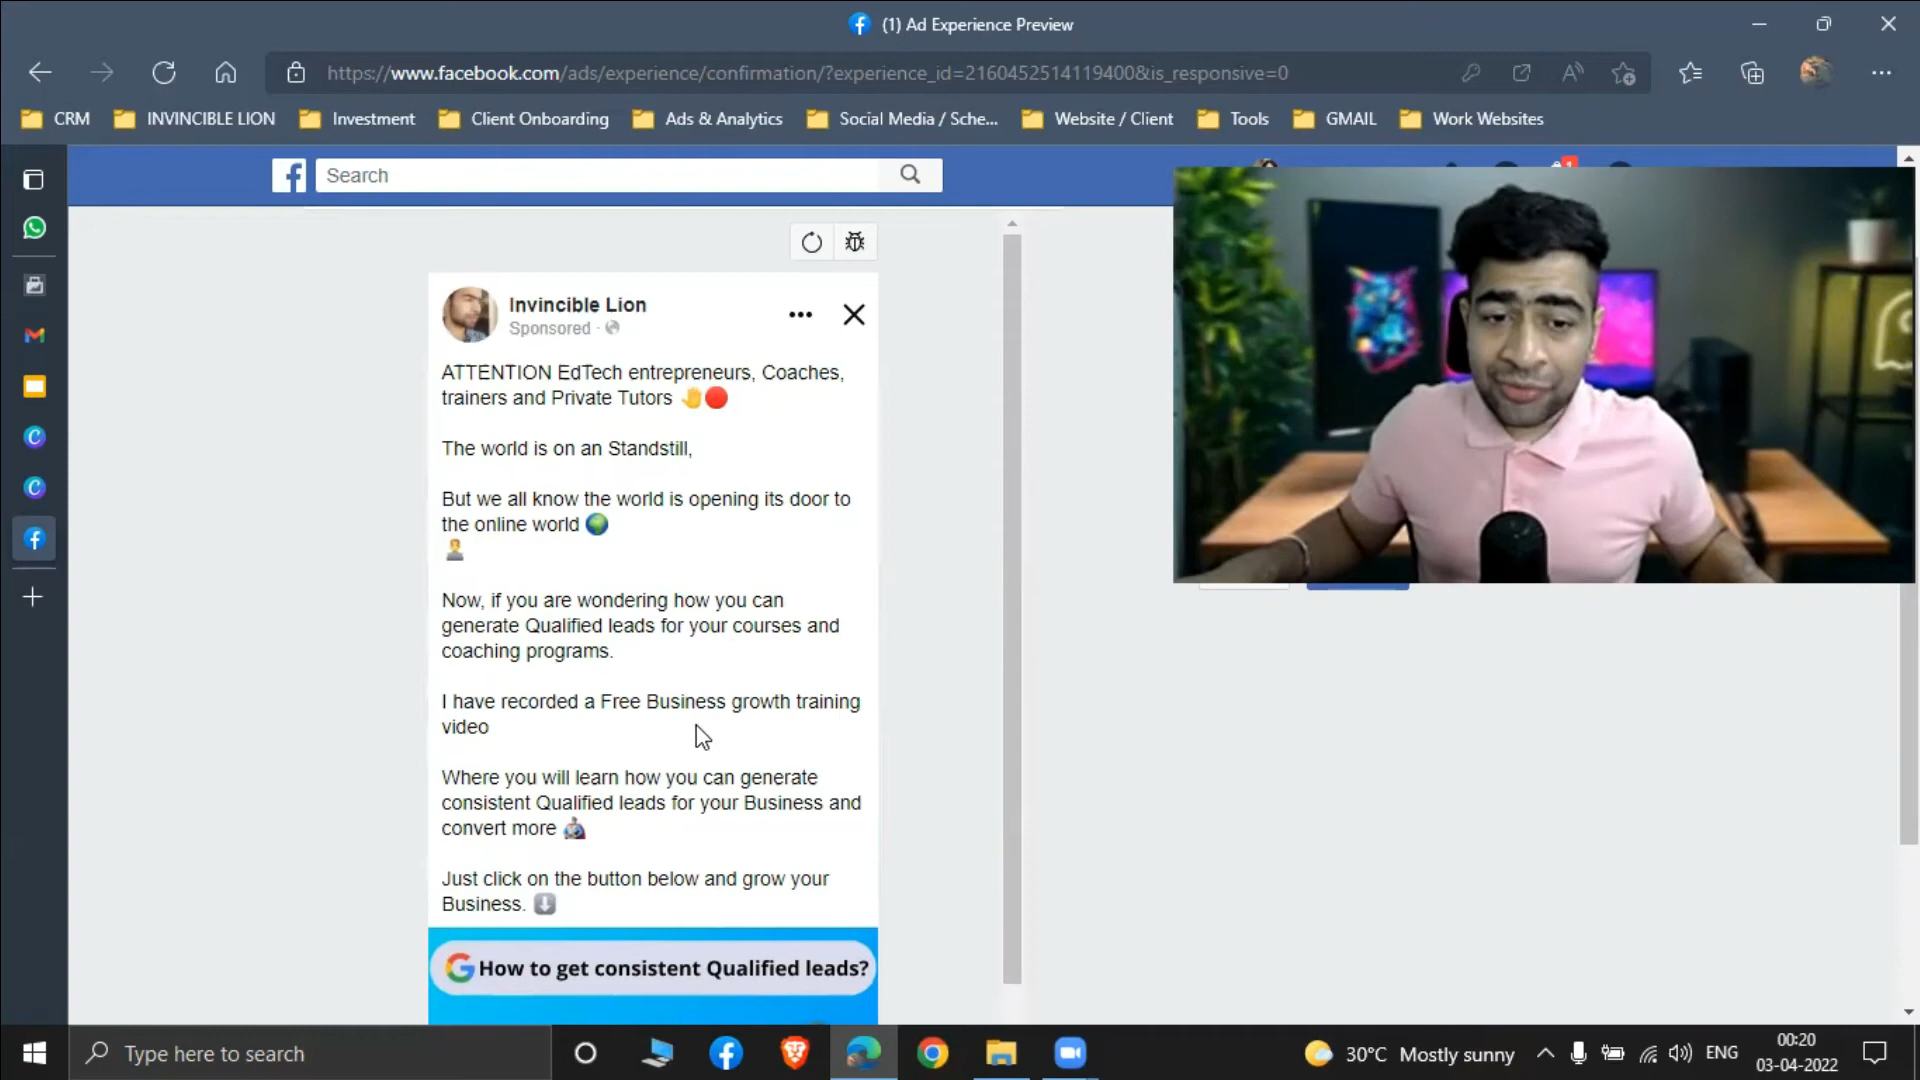 (1) Ad Experience Preview
https://www.facebook.com/ads/experience/confirmation/?experience_id=2160452514119400&is_responsive=0
CRM INVINCIBLE LION Investment Client Onboarding Ads & Analytics Social Media / Sche... Website / Client Tools GMAIL Work Websites
Search
Invincible Lion
Sponsored ·
ATTENTION EdTech entrepreneurs, Coaches,
trainers and Private Tutors 🤚🔴
The world is on an Standstill,
But we all know the world is opening its door to
the online world 🌍
Now, if you are wondering how you can
generate Qualified leads for your courses and
coaching programs.
I have recorded a Free Business growth training
video
Where you will learn how you can generate
consistent Qualified leads for your Business and
convert more
Just click on the button below and grow your
Business. ⬇️
How to get consistent Qualified leads?
Type here to search
30°C Mostly sunny
ENG
00:20
03-04-2022